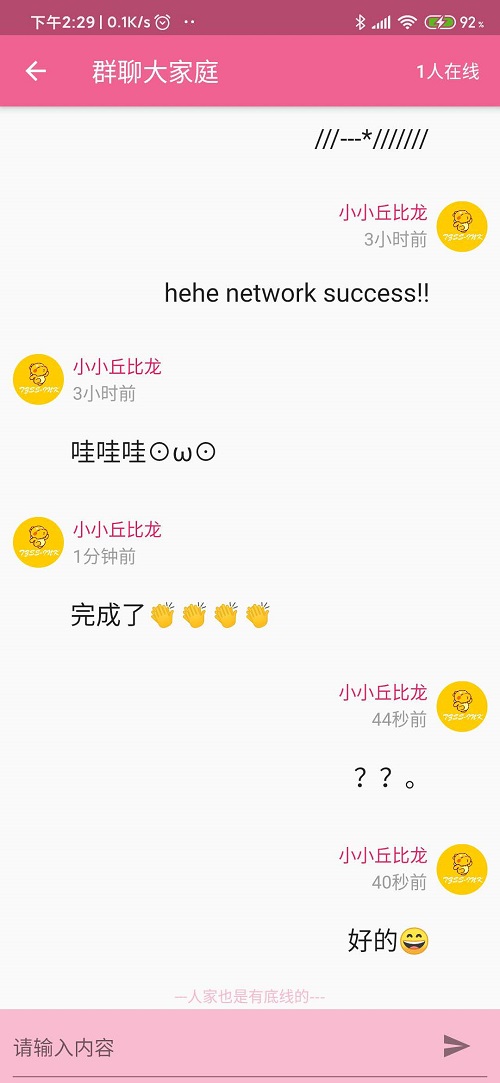 下午2:29 | 0.1K/s
92%
群聊大家庭
1人在线
///---*///////
小小丘比龙
3小时前
hehe network success!!
小小丘比龙
3小时前
哇哇哇⊙ω⊙
小小丘比龙
1分钟前
完成了👏👏👏👏
小小丘比龙
44秒前
？？。
小小丘比龙
40秒前
好的😄
---人家也是有底线的---
请输入内容